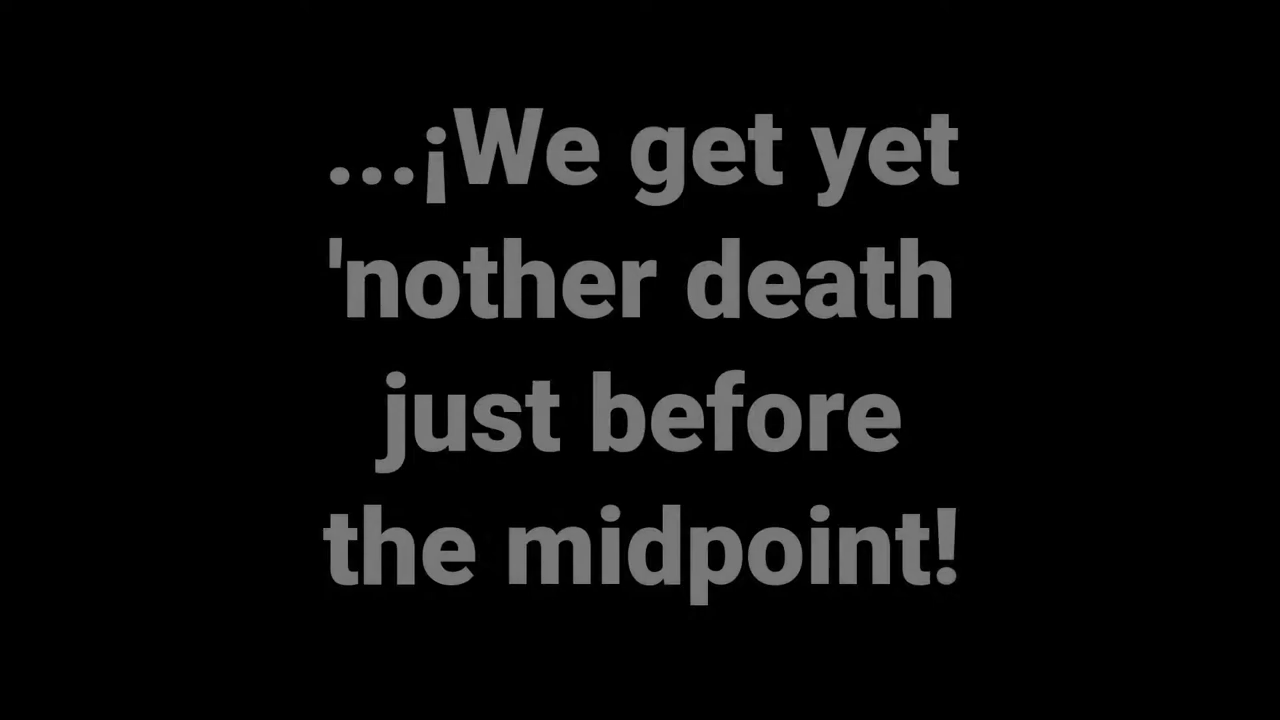 ...¡We get yet
'nother death
just before
the midpoint!